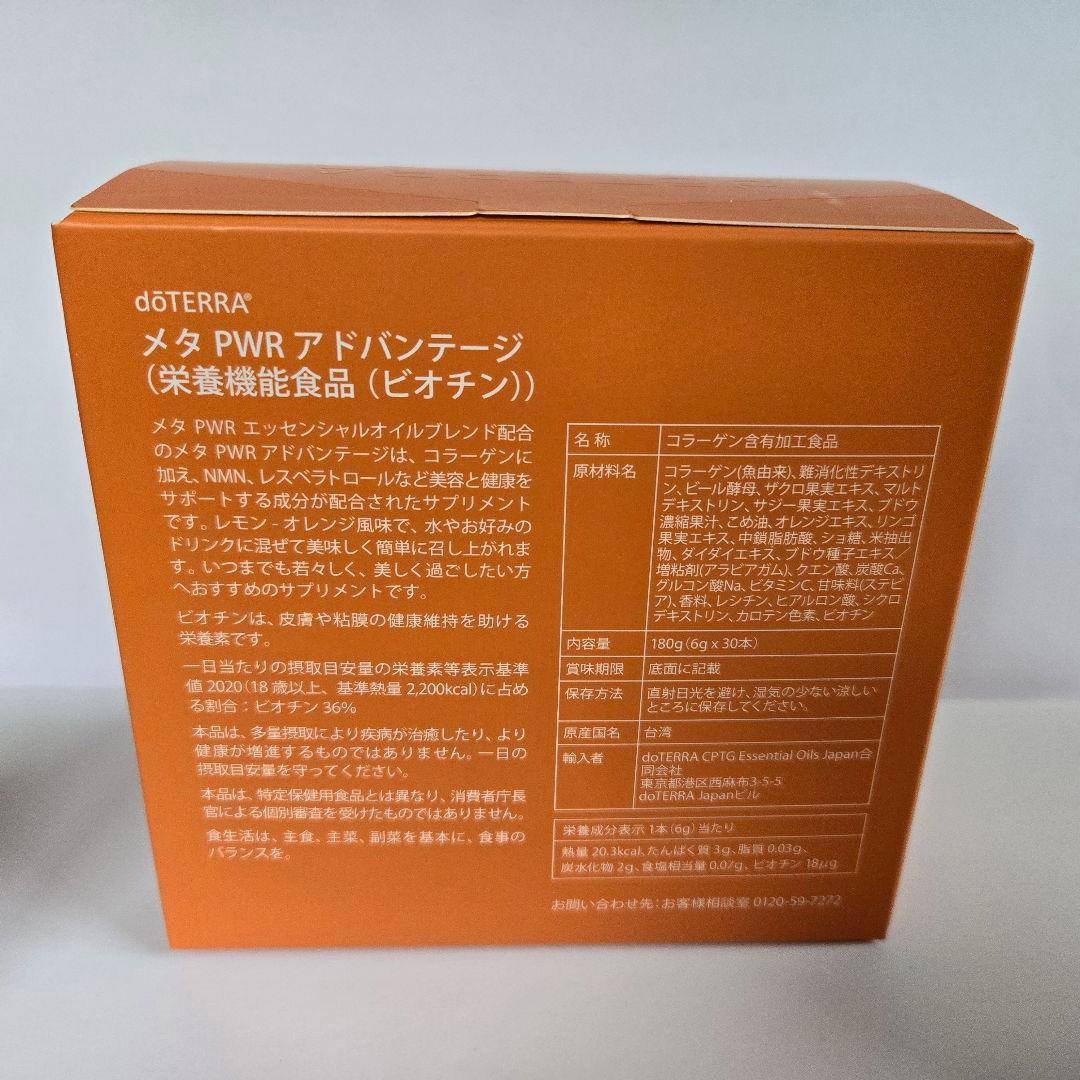 dōTERRA®
メタ PWR アドバンテージ
（栄養機能食品（ビオチン））
メタ PWR エッセンシャルオイルブレンド配合
のメタ PWR アドバンテージは、コラーゲンに
加え、NMN、レスベラトロールなど美容と健康を
サポートする成分が配合されたサプリメント
です。レモン - オレンジ風味で、水やお好みの
ドリンクに混ぜて美味しく簡単に召し上がれま
す。いつまでも若々しく、美しく過ごしたい方
へおすすめのサプリメントです。
ビオチンは、皮膚や粘膜の健康維持を助ける
栄養素です。
一日当たりの摂取目安量の栄養素等表示基準
値 2020（18 歳以上、基準熱量 2,200kcal）に占め
る割合：ビオチン 36%
本品は、多量摂取により疾病が治癒したり、より
健康が増進するものではありません。一日の
摂取目安量を守ってください。
本品は、特定保健用食品とは異なり、消費者庁長
官による個別審査を受けたものではありません。
食生活は、主食、主菜、副菜を基本に、食事の
バランスを。
名 称 コラーゲン含有加工食品
原材料名 コラーゲン(魚由来)、難消化性デキストリ
ン、ビール酵母、ザクロ果実エキス、マルト
デキストリン、サジー果実エキス、ブドウ
濃縮果汁、こめ油、オレンジエキス、リンゴ
果実エキス、中鎖脂肪酸、ショ糖、米抽出
物、ダイダイエキス、ブドウ種子エキス／
増粘剤(アラビアガム)、クエン酸、炭酸Ca、
グルコン酸Na、ビタミンC、甘味料(ステビ
ア)、香料、レシチン、ヒアルロン酸、シクロ
デキストリン、カロテン色素、ビオチン
内容量 180g（6g x 30本）
賞味期限 底面に記載
保存方法 直射日光を避け、湿気の少ない涼しい
ところに保存してください。
原産国名 台湾
輸入者 doTERRA CPTG Essential Oils Japan合
同会社
東京都港区西麻布3-5-5
doTERRA Japanビル
栄養成分表示 1本（6g）当たり
熱量 20.3kcal、たんぱく質 3g、脂質 0.03g、
炭水化物 2g、食塩相当量 0.07g、ビオチン 18μg
お問い合わせ先：お客様相談室 0120-59-7272